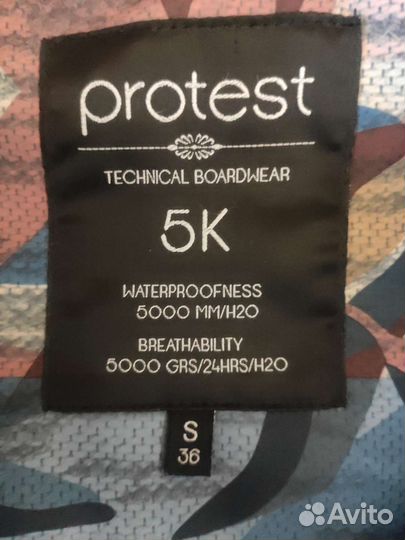 protest
TECHNICAL BOARDWEAR
5K
WATERPROOFNESS
5000 MM/H2O
BREATHABILITY
5000 GRS/24HRS/H2O
S
36
Avito